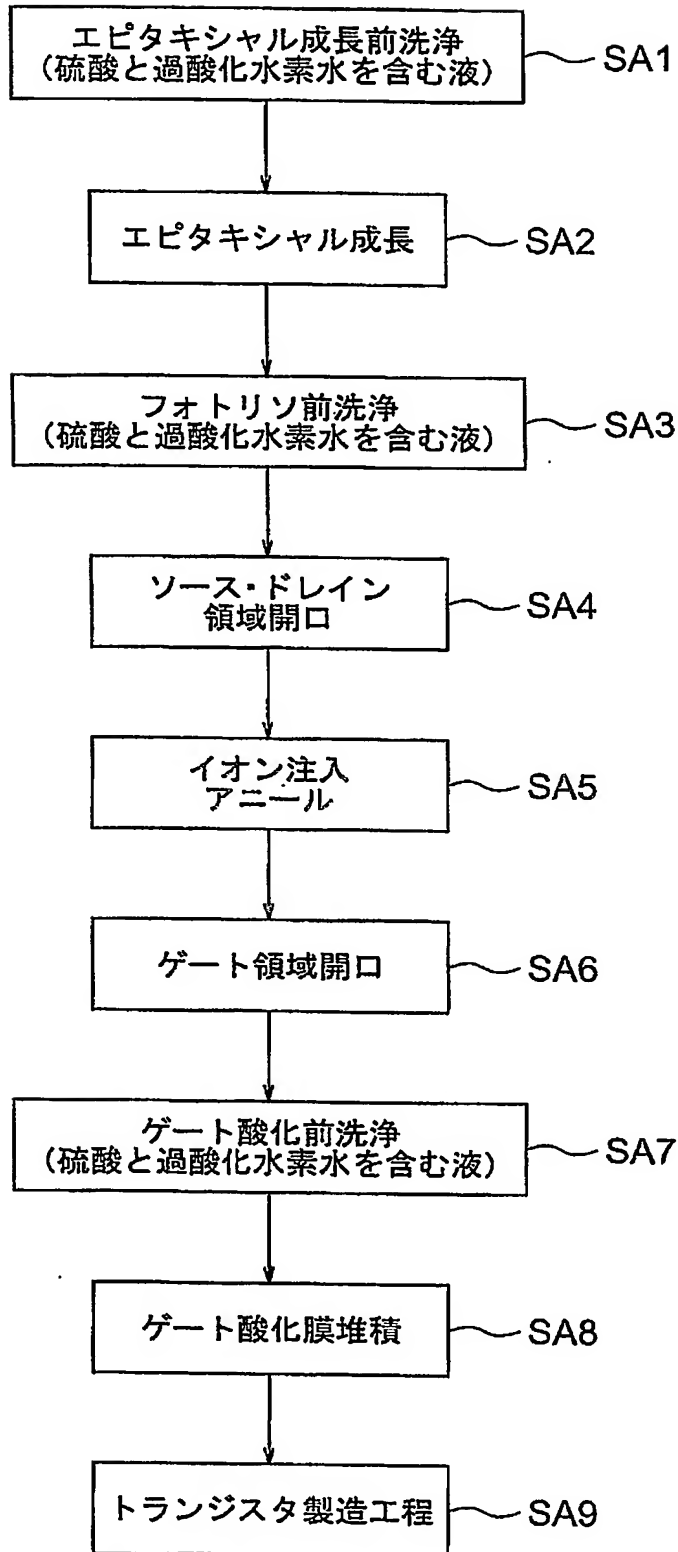 エピタキシャル成長前洗浄
(硫酸と過酸化水素水を含む液)
SA1
エピタキシャル成長
SA2
フォトリソ前洗浄
(硫酸と過酸化水素水を含む液)
SA3
ソース・ドレイン
領域開口
SA4
イオン注入
アニール
SA5
ゲート領域開口
SA6
ゲート酸化前洗浄
(硫酸と過酸化水素水を含む液)
SA7
ゲート酸化膜堆積
SA8
トランジスタ製造工程
SA9